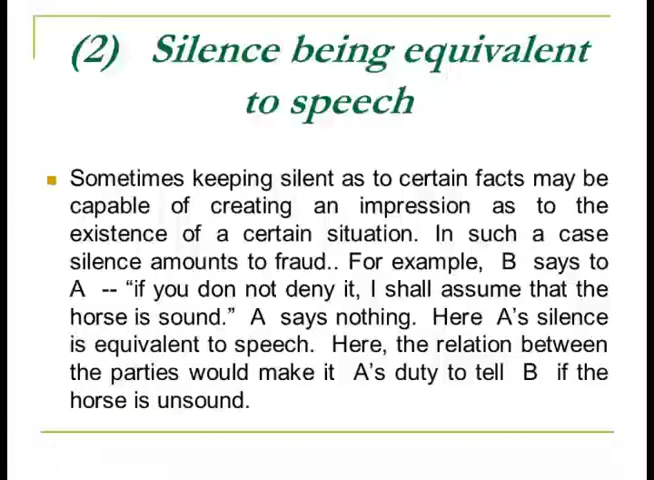 (2) Silence being equivalent
to speech
Sometimes keeping silent as to certain facts may be
capable of creating an impression as to the
existence of a certain situation. In such a case
silence amounts to fraud.. For example, B says to
A -- “if you don not deny it, I shall assume that the
horse is sound.” A says nothing. Here A’s silence
is equivalent to speech. Here, the relation between
the parties would make it A’s duty to tell B if the
horse is unsound.